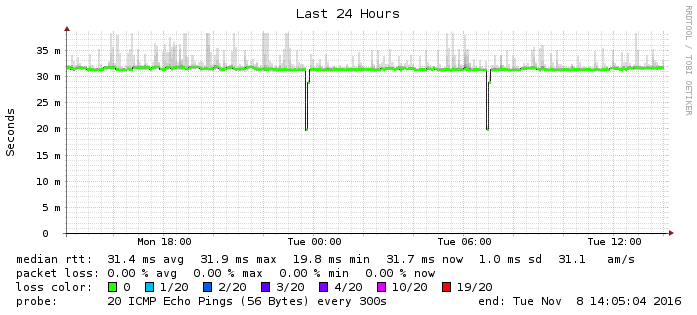 Last 24 Hours
RRDTOOL / TOBI OETIKER
Seconds
35 m
30 m
25 m
20 m
15 m
10 m
5 m
0
Mon 18:00 Tue 00:00 Tue 06:00 Tue 12:00
median rtt: 31.4 ms avg 31.9 ms max 19.8 ms min 31.7 ms now 1.0 ms sd 31.1 am/s
packet loss: 0.00 % avg 0.00 % max 0.00 % min 0.00 % now
loss color: 0 1/20 2/20 3/20 4/20 10/20 19/20
probe: 20 ICMP Echo Pings (56 Bytes) every 300s end: Tue Nov 8 14:05:04 2016